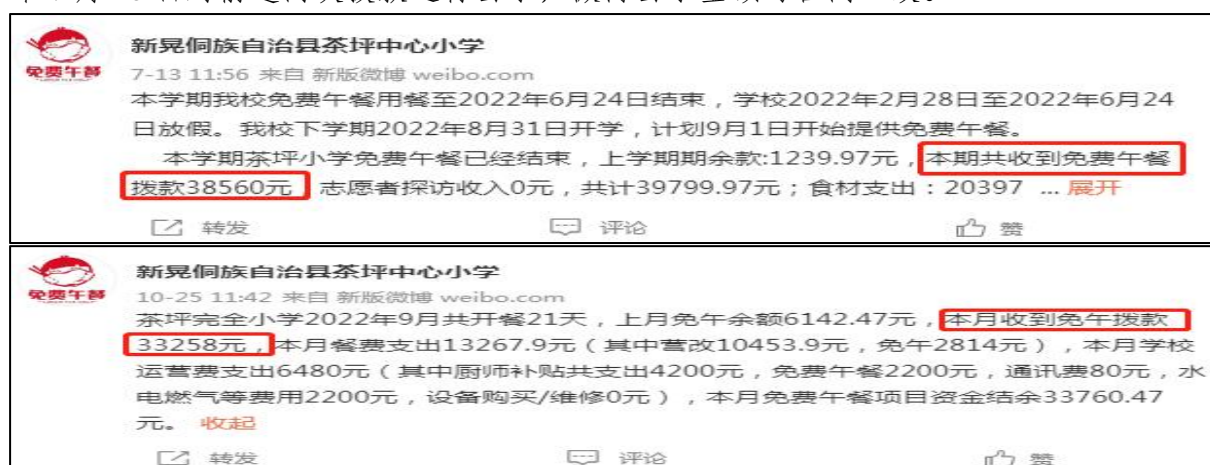 新晃侗族自治县茶坪中心小学
免费午餐
7-13 11:56 来自 新版微博 weibo.com
本学期我校免费午餐用餐至2022年6月24日结束，学校2022年2月28日至2022年6月24
日放假。我校下学期2022年8月31日开学，计划9月1日开始提供免费午餐。
本学期茶坪小学免费午餐已经结束，上学期期余款:1239.97元，本期共收到免费午餐
拨款38560元，志愿者探访收入0元，共计39799.97元；食材支出：20397 ... 展开
转发 评论 赞
新晃侗族自治县茶坪中心小学
免费午餐
10-25 11:42 来自 新版微博 weibo.com
茶坪完全小学2022年9月共开餐21天，上月免午余额6142.47元，本月收到免午拨款
33258元，本月餐费支出13267.9元（其中营改10453.9元，免午2814元），本月学校
运营费支出6480元（其中厨师补贴共支出4200元，免费午餐2200元，通讯费80元，水
电燃气等费用2200元，设备购买/维修0元），本月免费午餐项目资金结余33760.47
元。 收起
转发 评论 赞